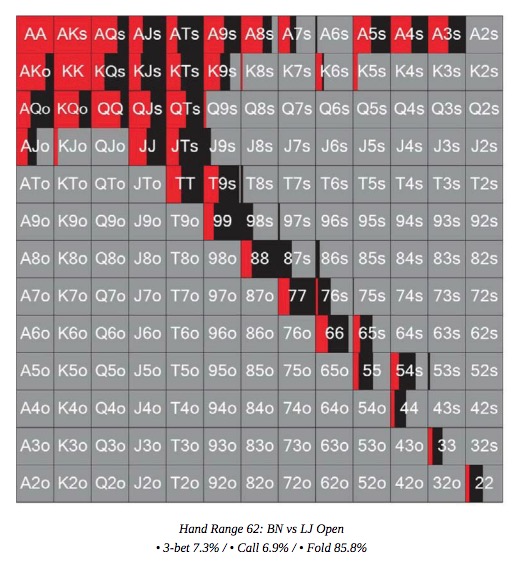 AA AKs AQs AJs ATs A9s A8s A7s A6s A5s A4s A3s A2s
AKo KK KQs KJs KTs K9s K8s K7s K6s K5s K4s K3s K2s
AQo KQo QQ QJs QTs Q9s Q8s Q7s Q6s Q5s Q4s Q3s Q2s
AJo KJo QJo JJ JTs J9s J8s J7s J6s J5s J4s J3s J2s
ATo KTo QTo JTo TT T9s T8s T7s T6s T5s T4s T3s T2s
A9o K9o Q9o J9o T9o 99 98s 97s 96s 95s 94s 93s 92s
A8o K8o Q8o J8o T8o 98o 88 87s 86s 85s 84s 83s 82s
A7o K7o Q7o J7o T7o 97o 87o 77 76s 75s 74s 73s 72s
A6o K6o Q6o J6o T6o 96o 86o 76o 66 65s 64s 63s 62s
A5o K5o Q5o J5o T5o 95o 85o 75o 65o 55 54s 53s 52s
A4o K4o Q4o J4o T4o 94o 84o 74o 64o 54o 44 43s 42s
A3o K3o Q3o J3o T3o 93o 83o 73o 63o 53o 43o 33 32s
A2o K2o Q2o J2o T2o 92o 82o 72o 62o 52o 42o 32o 22
Hand Range 62: BN vs LJ Open
• 3-bet 7.3% / • Call 6.9% / • Fold 85.8%